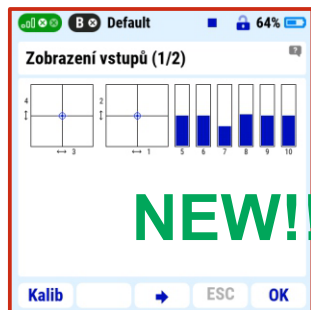 B Default 64%
Zobrazení vstupů (1/2)
4 2
3 1 5 6 7 8 9 10
NEW!!
Kalib ESC OK